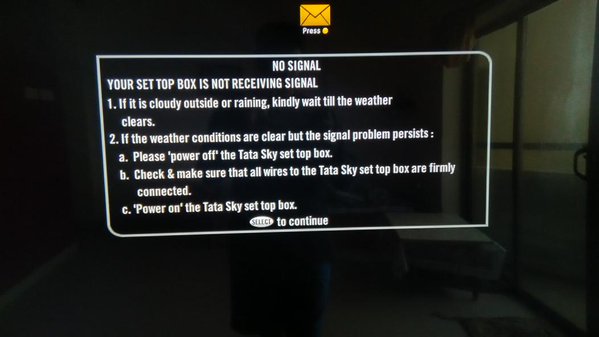 Press
NO SIGNAL
YOUR SET TOP BOX IS NOT RECEIVING SIGNAL
1. If it is cloudy outside or raining, kindly wait till the weather
clears.
2. If the weather conditions are clear but the signal problem persists :
a. Please 'power off' the Tata Sky set top box.
b. Check & make sure that all wires to the Tata Sky set top box are firmly
connected.
c. 'Power on' the Tata Sky set top box.
SELECT to continue